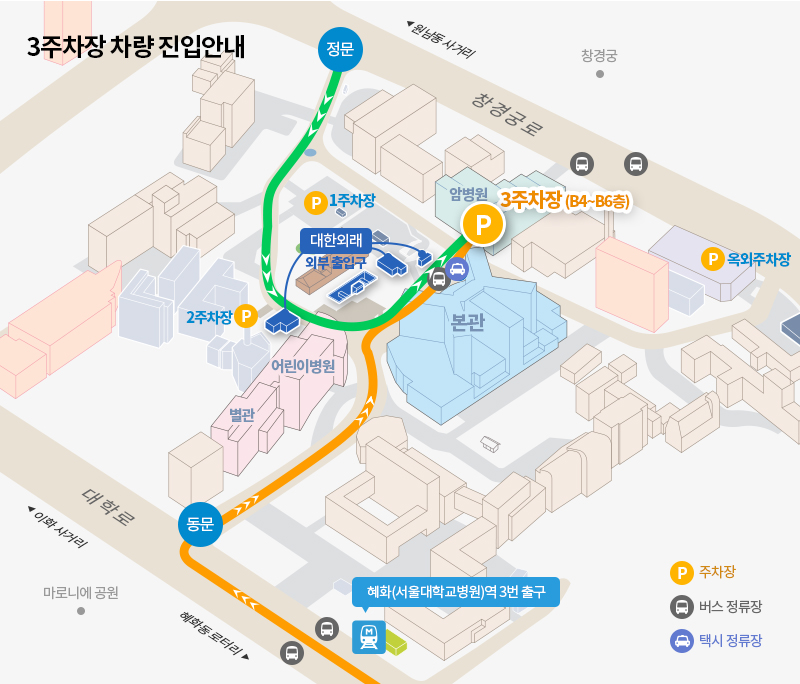 3주차장 차량 진입안내
정문
원남동 사거리
창경궁
창경궁로
암병원
3주차장 (B4~B6층)
P
P 1주차장
대한외래
외부 출입구
P 옥외주차장
2주차장 P
본관
어린이병원
별관
대학로
동문
이화 사거리
마로니에 공원
혜화동 로터리
혜화(서울대학교병원)역 3번 출구
M
P 주차장
버스 정류장
택시 정류장